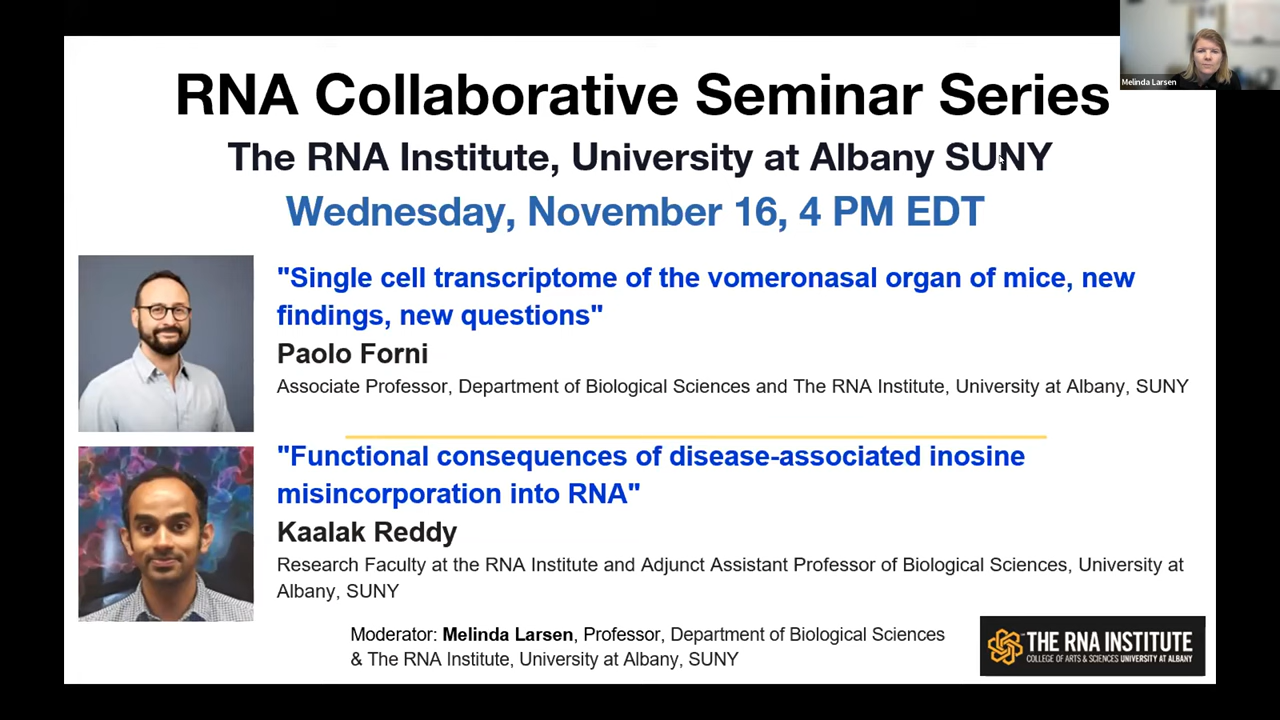 RNA Collaborative Seminar Series
Melinda Larsen
The RNA Institute, University at Albany SUNY
Wednesday, November 16, 4 PM EDT
"Single cell transcriptome of the vomeronasal organ of mice, new
findings, new questions"
Paolo Forni
Associate Professor, Department of Biological Sciences and The RNA Institute, University at Albany, SUNY
"Functional consequences of disease-associated inosine
misincorporation into RNA"
Kaalak Reddy
Research Faculty at the RNA Institute and Adjunct Assistant Professor of Biological Sciences, University at
Albany, SUNY
Moderator: Melinda Larsen, Professor, Department of Biological Sciences
& The RNA Institute, University at Albany, SUNY
THE RNA INSTITUTE
COLLEGE OF ARTS & SCIENCES UNIVERSITY AT ALBANY